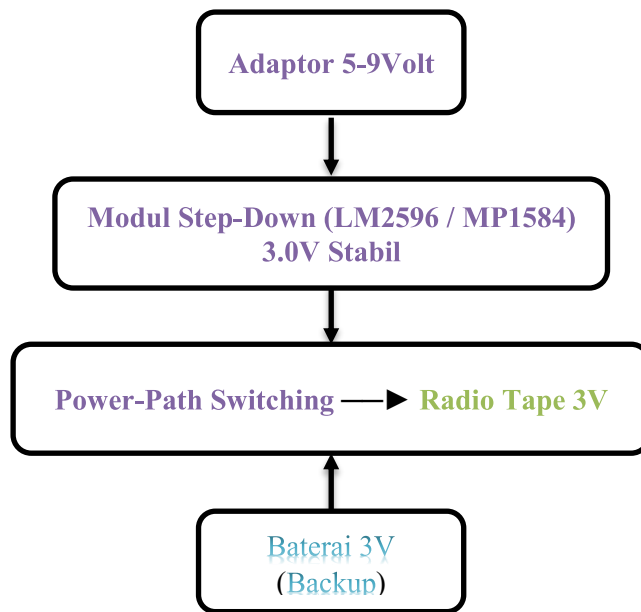 Adaptor 5-9Volt
Modul Step-Down (LM2596 / MP1584)
3.0V Stabil
Power-Path Switching Radio Tape 3V
Baterai 3V
(Backup)